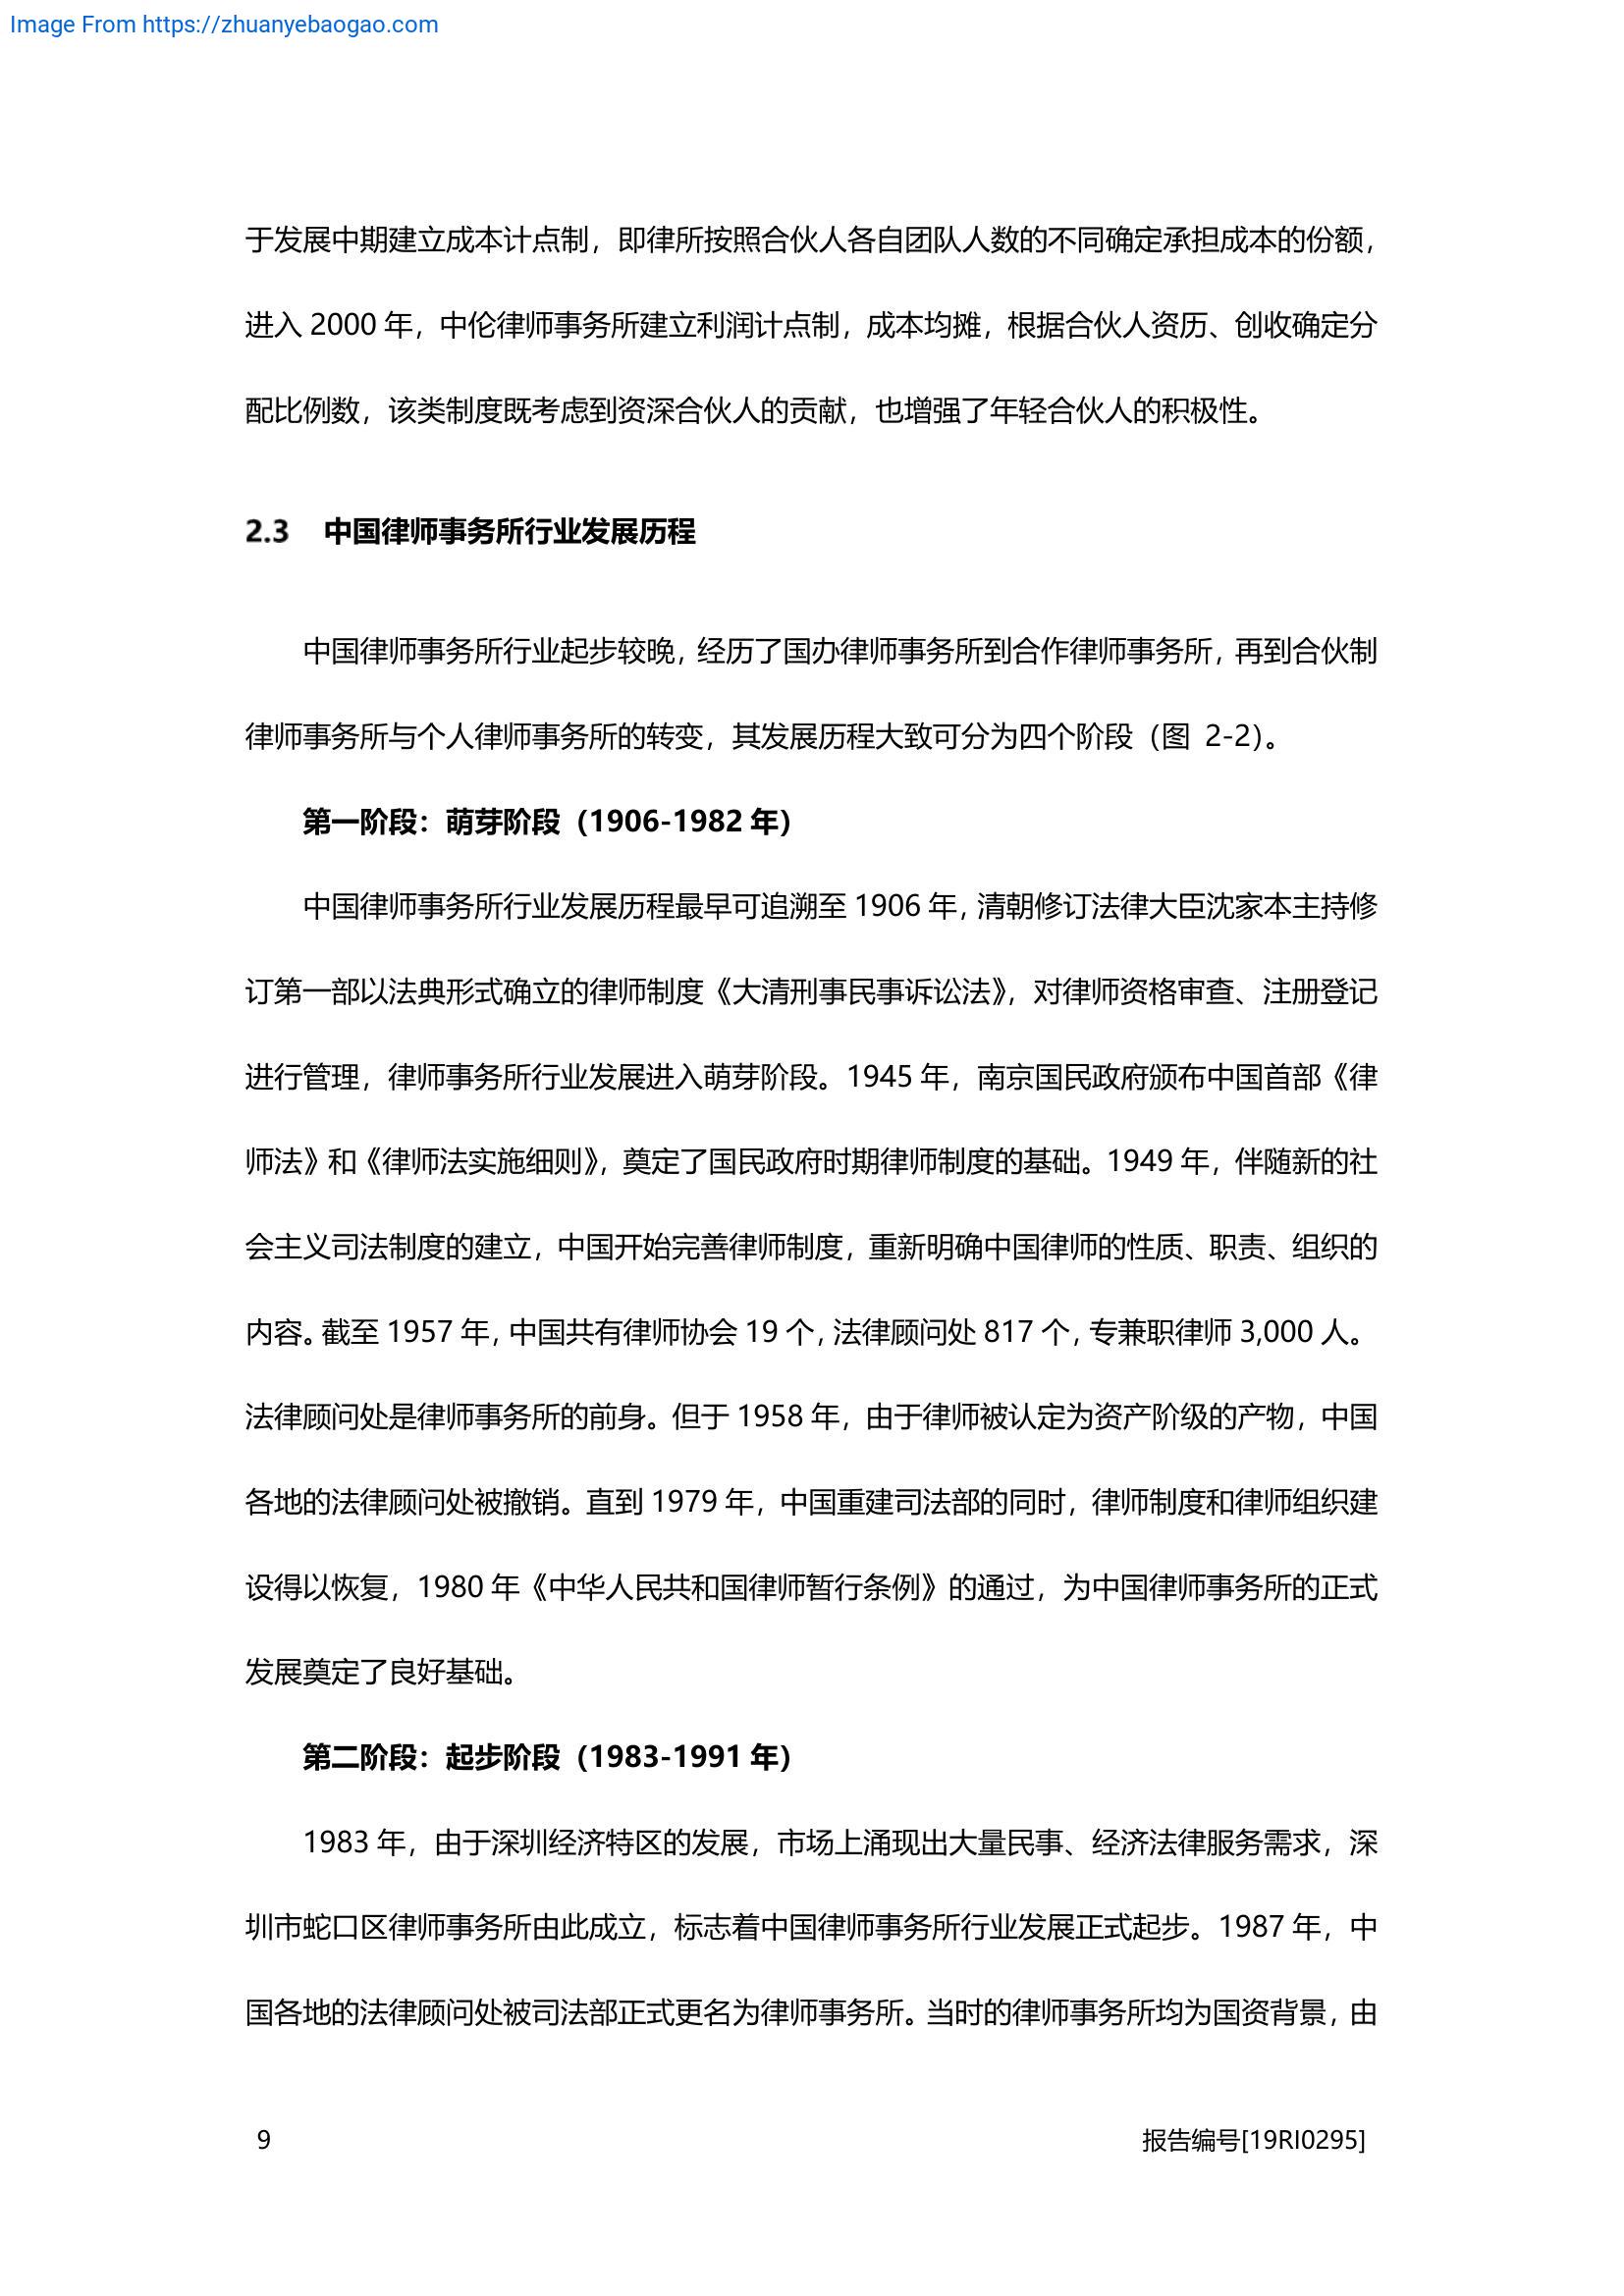 Image From https://zhuanyebaogao.com
于发展中期建立成本计点制，即律所按照合伙人各自团队人数的不同确定承担成本的份额，
进入 2000 年，中伦律师事务所建立利润计点制，成本均摊，根据合伙人资历、创收确定分
配比例数，该类制度既考虑到资深合伙人的贡献，也增强了年轻合伙人的积极性。
2.3 中国律师事务所行业发展历程
中国律师事务所行业起步较晚，经历了国办律师事务所到合作律师事务所，再到合伙制
律师事务所与个人律师事务所的转变，其发展历程大致可分为四个阶段（图 2-2）。
第一阶段：萌芽阶段（1906-1982 年）
中国律师事务所行业发展历程最早可追溯至 1906 年，清朝修订法律大臣沈家本主持修
订第一部以法典形式确立的律师制度《大清刑事民事诉讼法》，对律师资格审查、注册登记
进行管理，律师事务所行业发展进入萌芽阶段。1945 年，南京国民政府颁布中国首部《律
师法》和《律师法实施细则》，奠定了国民政府时期律师制度的基础。1949 年，伴随新的社
会主义司法制度的建立，中国开始完善律师制度，重新明确中国律师的性质、职责、组织的
内容。截至 1957 年，中国共有律师协会 19 个，法律顾问处 817 个，专兼职律师 3,000 人。
法律顾问处是律师事务所的前身。但于 1958 年，由于律师被认定为资产阶级的产物，中国
各地的法律顾问处被撤销。直到 1979 年，中国重建司法部的同时，律师制度和律师组织建
设得以恢复，1980 年《中华人民共和国律师暂行条例》的通过，为中国律师事务所的正式
发展奠定了良好基础。
第二阶段：起步阶段（1983-1991 年）
1983 年，由于深圳经济特区的发展，市场上涌现出大量民事、经济法律服务需求，深
圳市蛇口区律师事务所由此成立，标志着中国律师事务所行业发展正式起步。1987 年，中
国各地的法律顾问处被司法部正式更名为律师事务所。当时的律师事务所均为国资背景，由
9 报告编号[19RI0295]